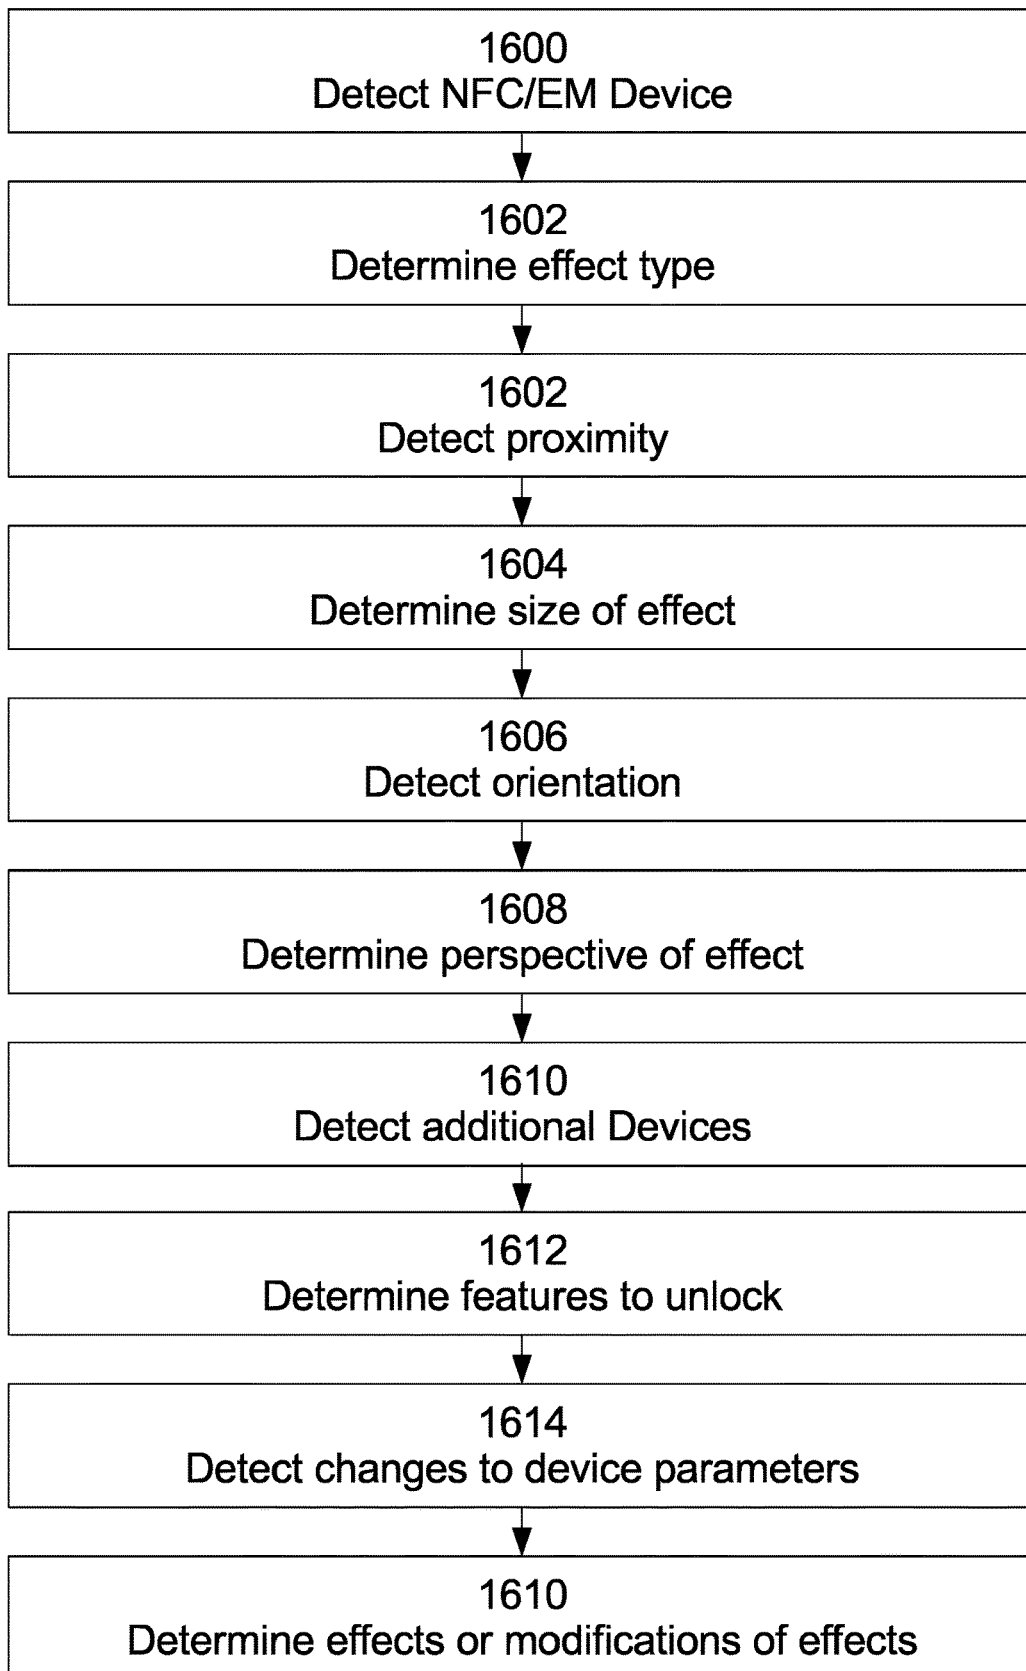 1600
Detect NFC/EM Device
1602
Determine effect type
1602
Detect proximity
1604
Determine size of effect
1606
Detect orientation
1608
Determine perspective of effect
1610
Detect additional Devices
1612
Determine features to unlock
1614
Detect changes to device parameters
1610
Determine effects or modifications of effects